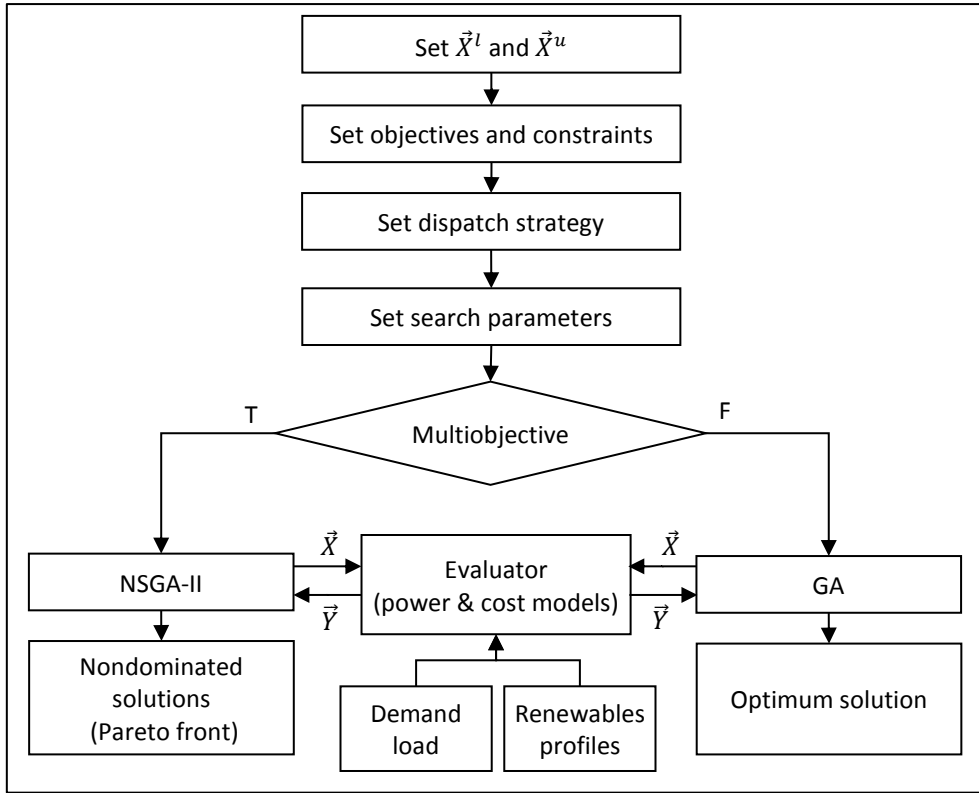 Set X⃗ˡ and X⃗ᵘ
Set objectives and constraints
Set dispatch strategy
Set search parameters
T
F
Multiobjective
NSGA-II
X⃗
Y⃗
Evaluator
(power & cost models)
X⃗
Y⃗
GA
Nondominated
solutions
(Pareto front)
Demand
load
Renewables
profiles
Optimum solution